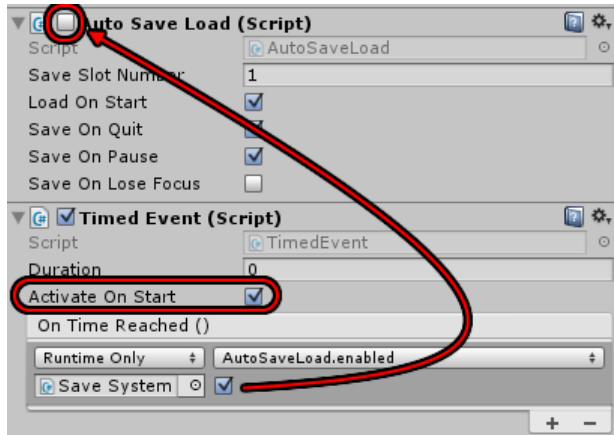 Auto Save Load (Script)
Script AutoSaveLoad
Save Slot Number 1
Load On Start
Save On Quit
Save On Pause
Save On Lose Focus
Timed Event (Script)
Script TimedEvent
Duration 0
Activate On Start
On Time Reached ()
Runtime Only AutoSaveLoad.enabled
Save System
+ −